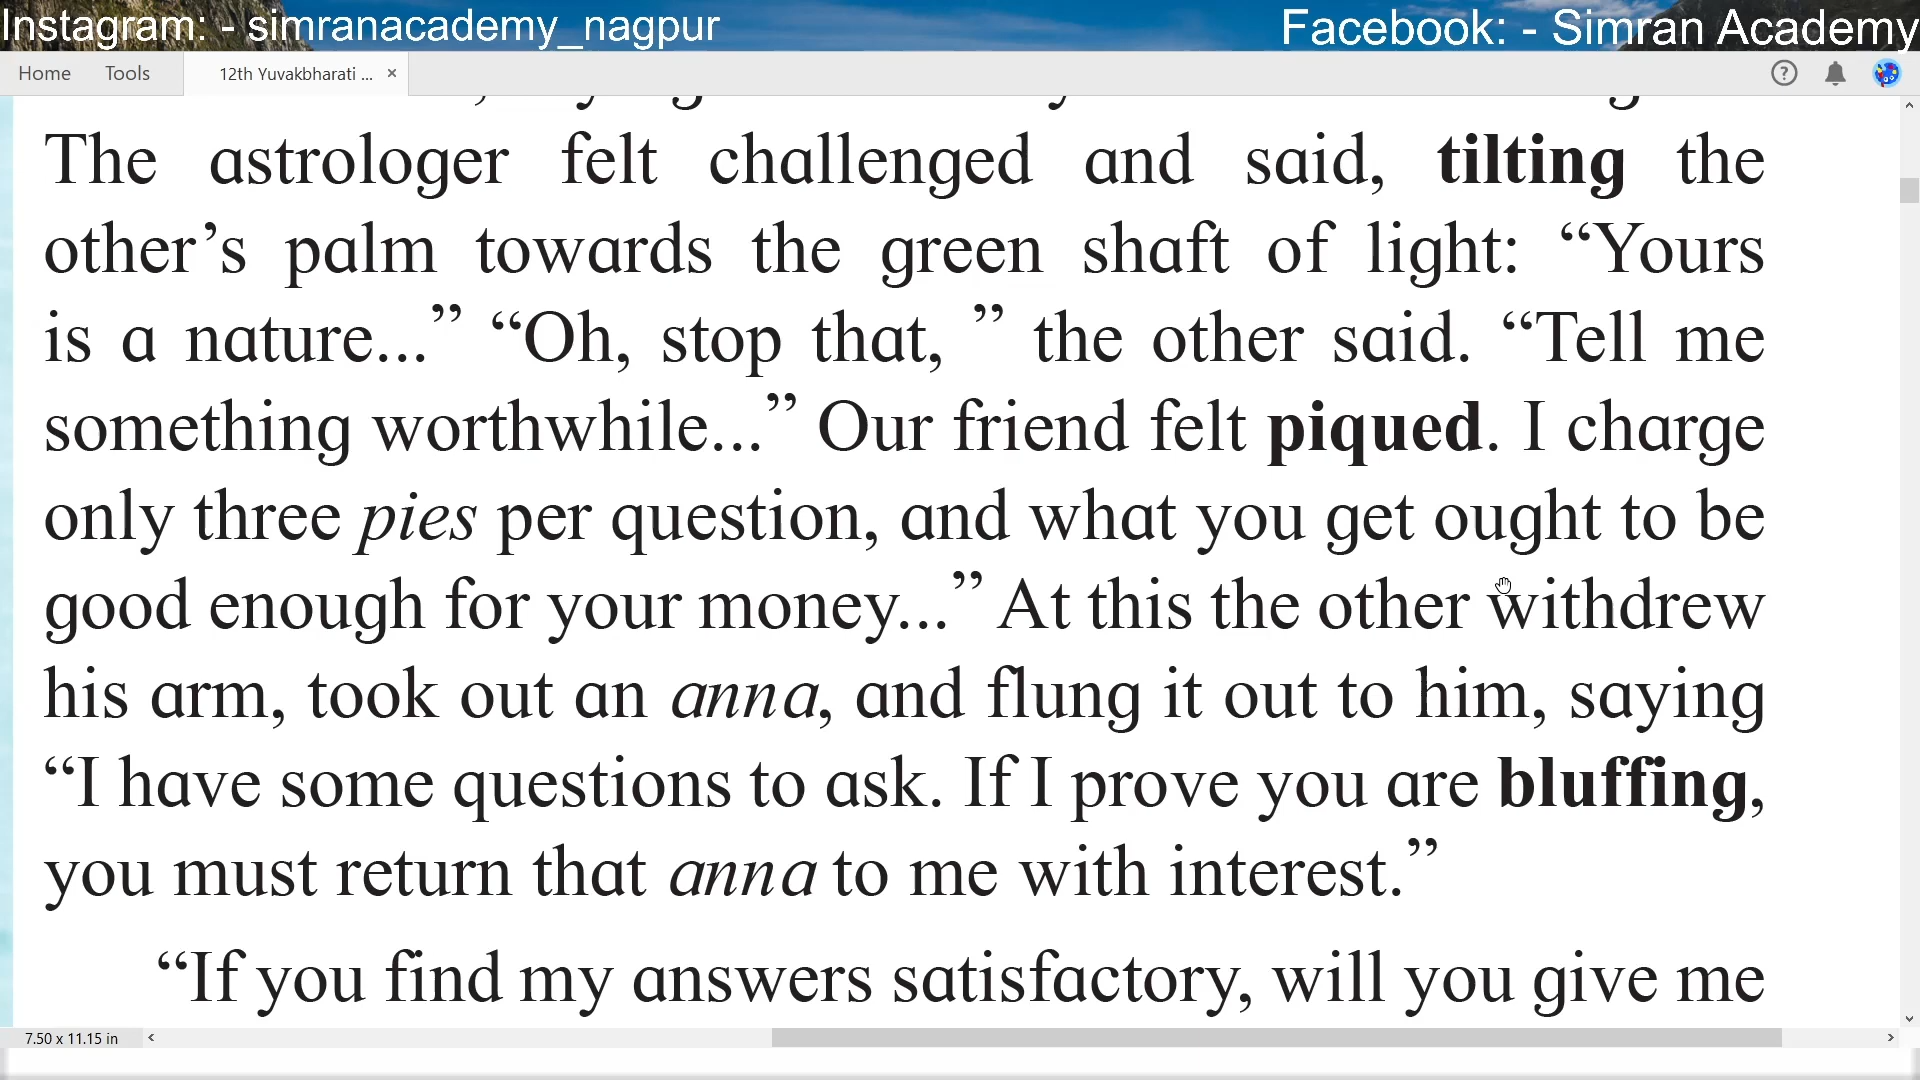 Instagram: - simranacademy_nagpur Facebook: - Simran Academy
Home Tools 12th Yuvakbharati ... ×
The astrologer felt challenged and said, tilting the
other’s palm towards the green shaft of light: “Yours
is a nature...” “Oh, stop that, ” the other said. “Tell me
something worthwhile...” Our friend felt piqued. I charge
only three pies per question, and what you get ought to be
good enough for your money...” At this the other withdrew
his arm, took out an anna, and flung it out to him, saying
“I have some questions to ask. If I prove you are bluffing,
you must return that anna to me with interest.”
“If you find my answers satisfactory, will you give me
7.50 x 11.15 in